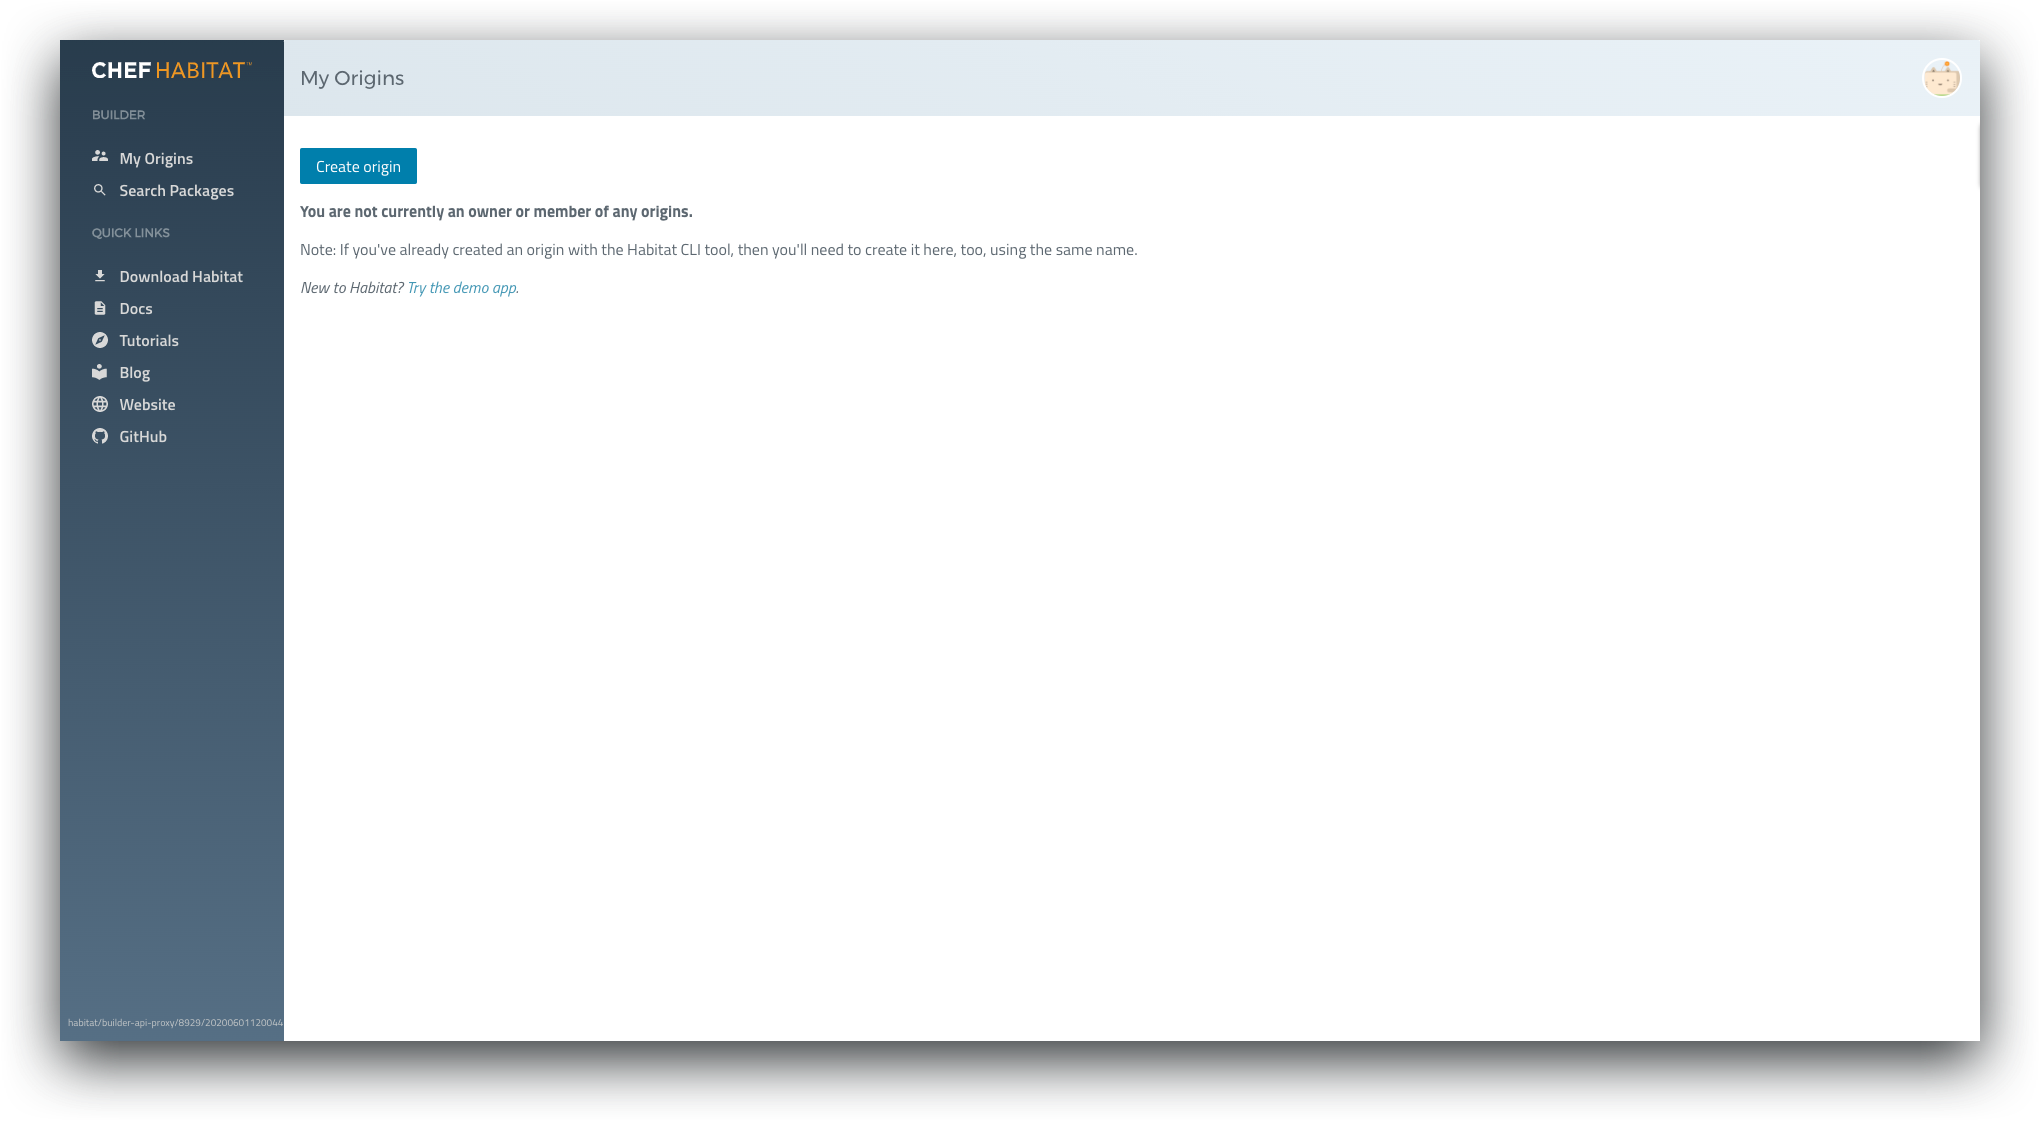 CHEF HABITAT™
BUILDER
My Origins
Search Packages
QUICK LINKS
Download Habitat
Docs
Tutorials
Blog
Website
GitHub
habitat/builder-api-proxy/8929/20200601120044
My Origins
Create origin
You are not currently an owner or member of any origins.
Note: If you've already created an origin with the Habitat CLI tool, then you'll need to create it here, too, using the same name.
New to Habitat? Try the demo app.